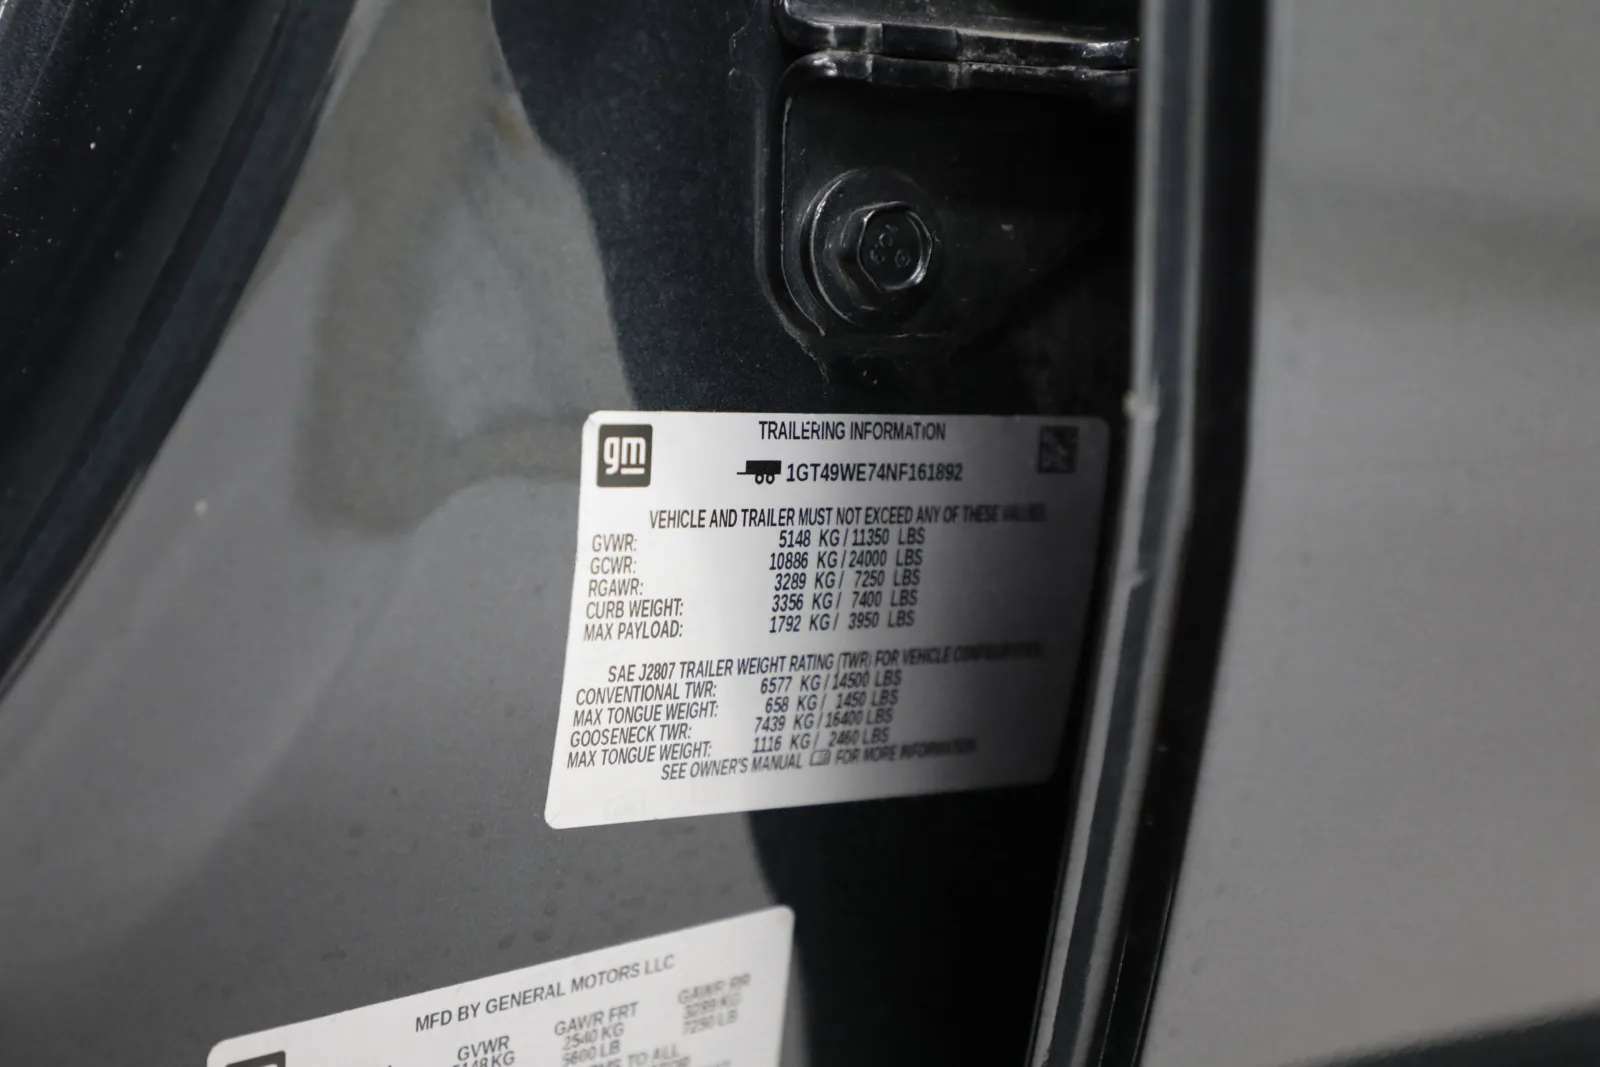 gm
TRAILERING INFORMATION
1GT49WE74NF161892
VEHICLE AND TRAILER MUST NOT EXCEED ANY OF THESE VALUES
GVWR: 5148 KG / 11350 LBS
GCWR: 10886 KG / 24000 LBS
RGAWR: 3289 KG / 7250 LBS
CURB WEIGHT: 3356 KG / 7400 LBS
MAX PAYLOAD: 1792 KG / 3950 LBS
SAE J2807 TRAILER WEIGHT RATING (TWR) FOR VEHICLE CONFIGURATION
CONVENTIONAL TWR: 6577 KG / 14500 LBS
MAX TONGUE WEIGHT: 658 KG / 1450 LBS
GOOSENECK TWR: 7439 KG / 16400 LBS
MAX TONGUE WEIGHT: 1116 KG / 2460 LBS
SEE OWNER'S MANUAL FOR MORE INFORMATION
MFD BY GENERAL MOTORS LLC
GVWR GAWR FRT GAWR RR
5148 KG 2540 KG 3289 KG
5600 LB 7250 LB
TO ALL